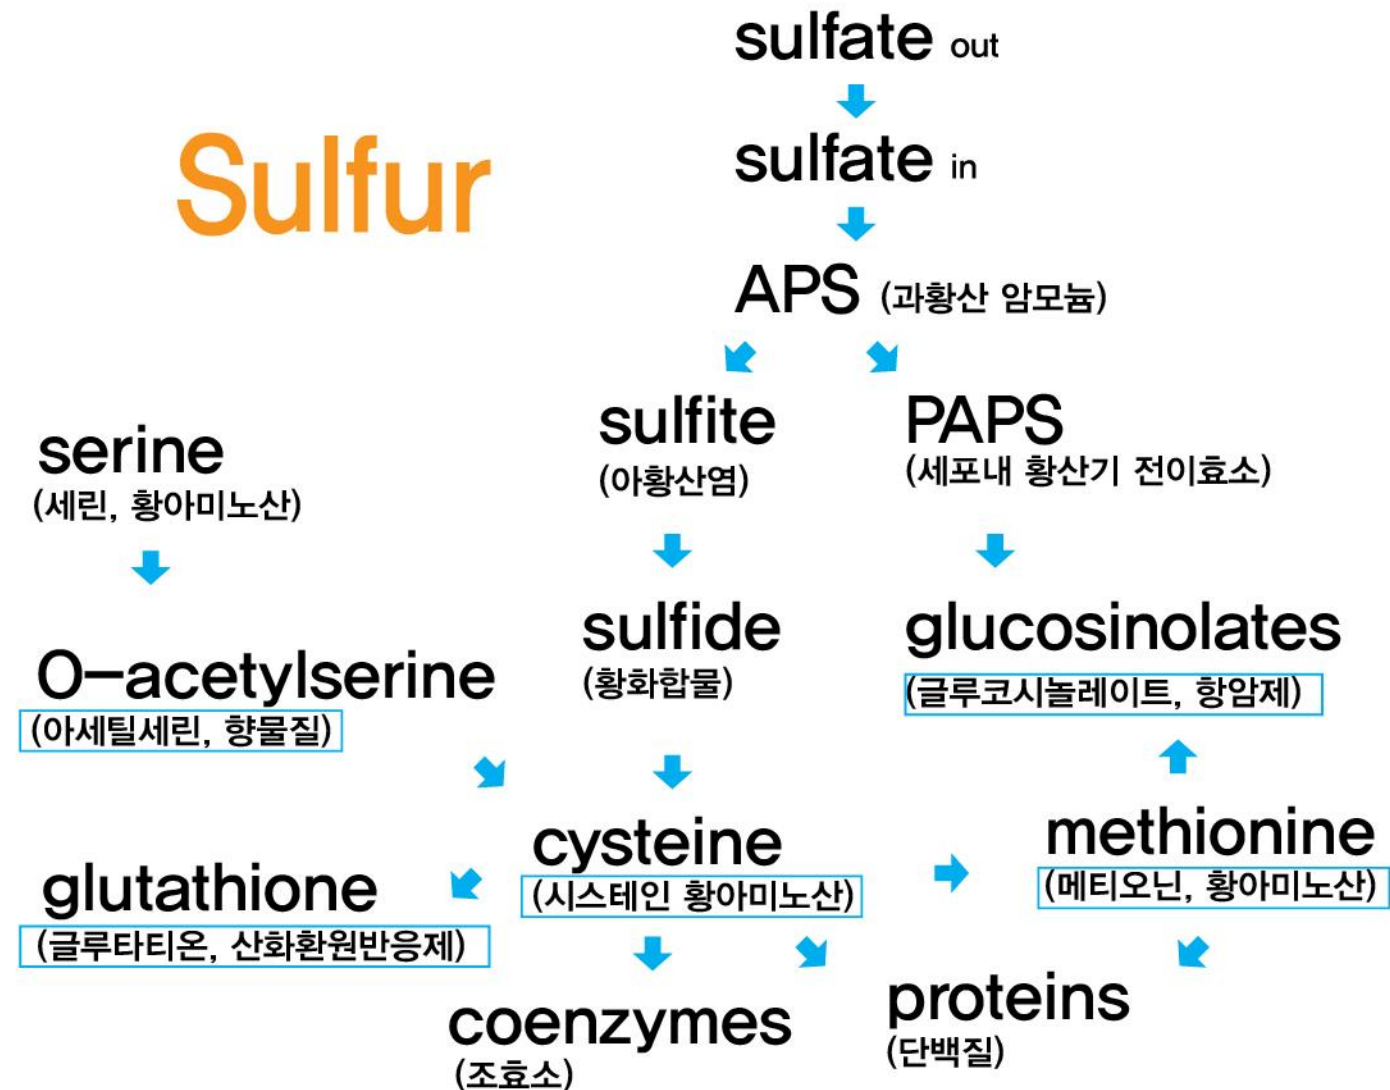 sulfate out
sulfate in
Sulfur
APS (과황산 암모늄)
sulfite
(아황산염)
PAPS
(세포내 황산기 전이효소)
serine
(세린, 황아미노산)
sulfide
(황화합물)
glucosinolates
(글루코시놀레이트, 항암제)
O-acetylserine
(아세틸세린, 향물질)
cysteine
(시스테인 황아미노산)
methionine
(메티오닌, 황아미노산)
glutathione
(글루타티온, 산화환원반응제)
coenzymes
(조효소)
proteins
(단백질)